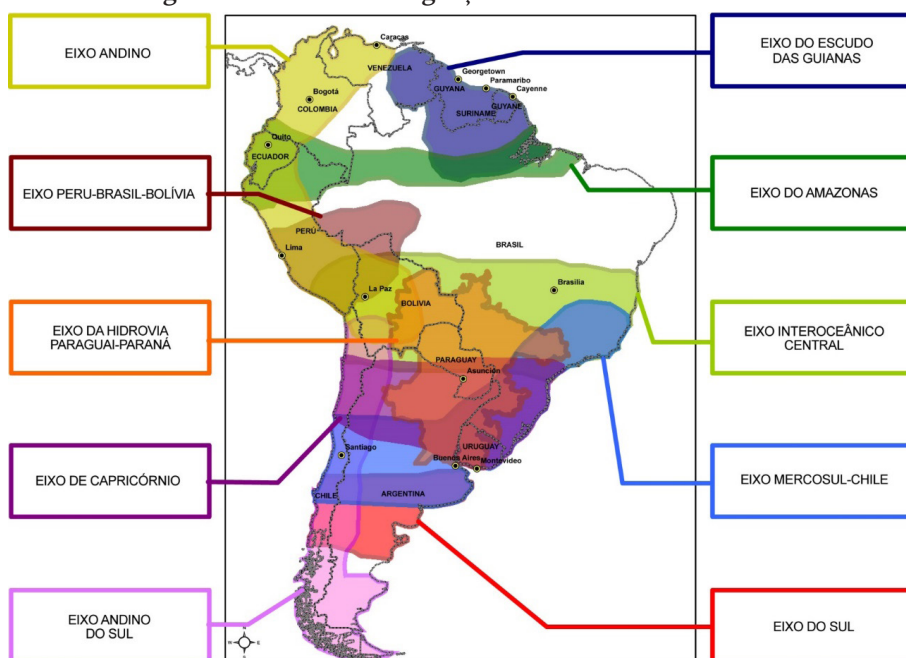 EIXO ANDINO
EIXO DO ESCUDO
DAS GUIANAS
EIXO PERU-BRASIL-BOLÍVIA
EIXO DO AMAZONAS
EIXO DA HIDROVIA
PARAGUAI-PARANÁ
EIXO INTEROCEÂNICO
CENTRAL
EIXO DE CAPRICÓRNIO
EIXO MERCOSUL-CHILE
EIXO ANDINO
DO SUL
EIXO DO SUL
Caracas
VENEZUELA
Georgetown
Paramaribo
Cayenne
GUYANA
SURINAME
GUYANE
Bogotá
COLOMBIA
Quito
ECUADOR
PERÚ
Lima
BRASIL
Brasilia
La Paz
BOLIVIA
PARAGUAY
Asunción
URUGUAY
Santiago
Buenos Aires
Montevideo
CHILE
ARGENTINA
N
W
E
S